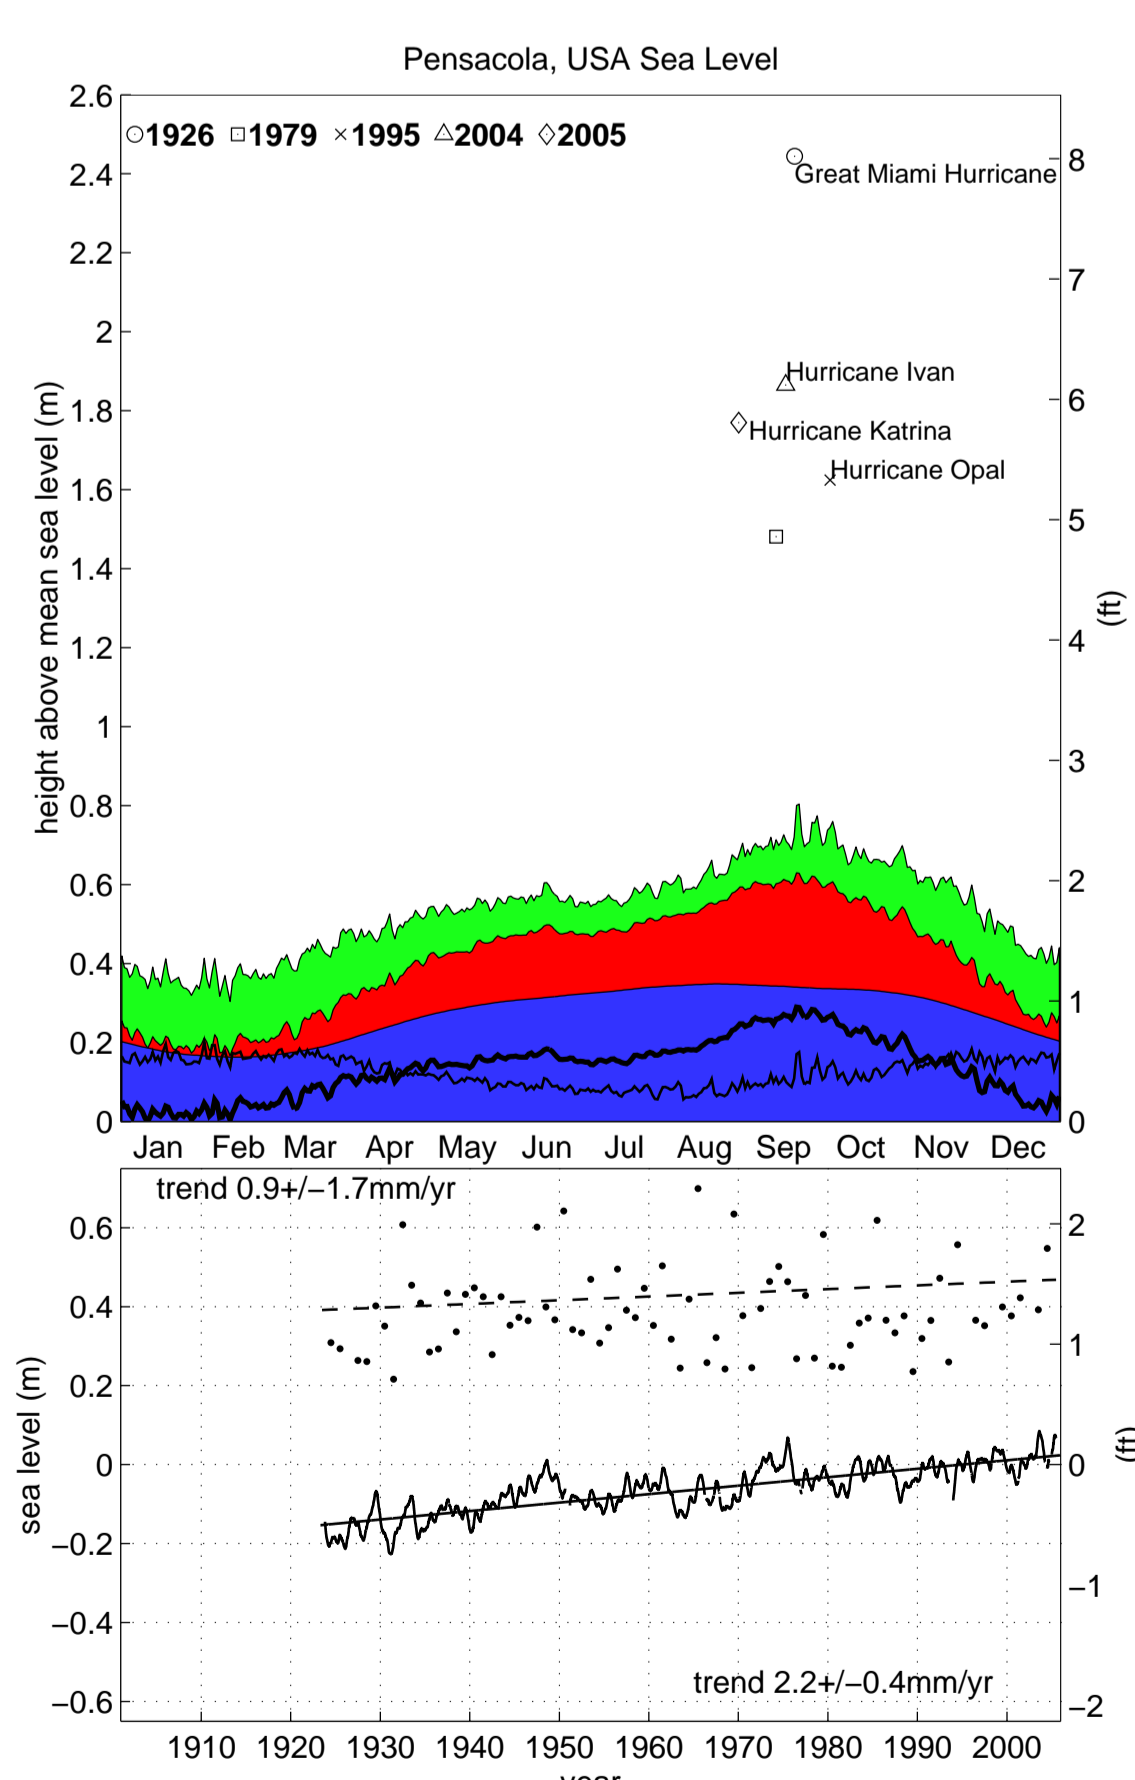 Pensacola, USA Sea Level
2.6
1926 1979 1995 2004 2005
8
2.4
Great Miami Hurricane
2.2
7
2
Hurricane Ivan
6
1.8
Hurricane Katrina
Hurricane Opal
1.6
5
1.4
height above mean sea level (m)
(ft)
1.2
4
1
3
0.8
0.6
2
0.4
1
0.2
0
0
Jan Feb Mar Apr May Jun Jul Aug Sep Oct Nov Dec
trend 0.9+/−1.7mm/yr
0.6
2
0.4
1
0.2
sea level (m)
(ft)
0
0
−0.2
−1
−0.4
trend 2.2+/−0.4mm/yr
−0.6
−2
1910 1920 1930 1940 1950 1960 1970 1980 1990 2000
year